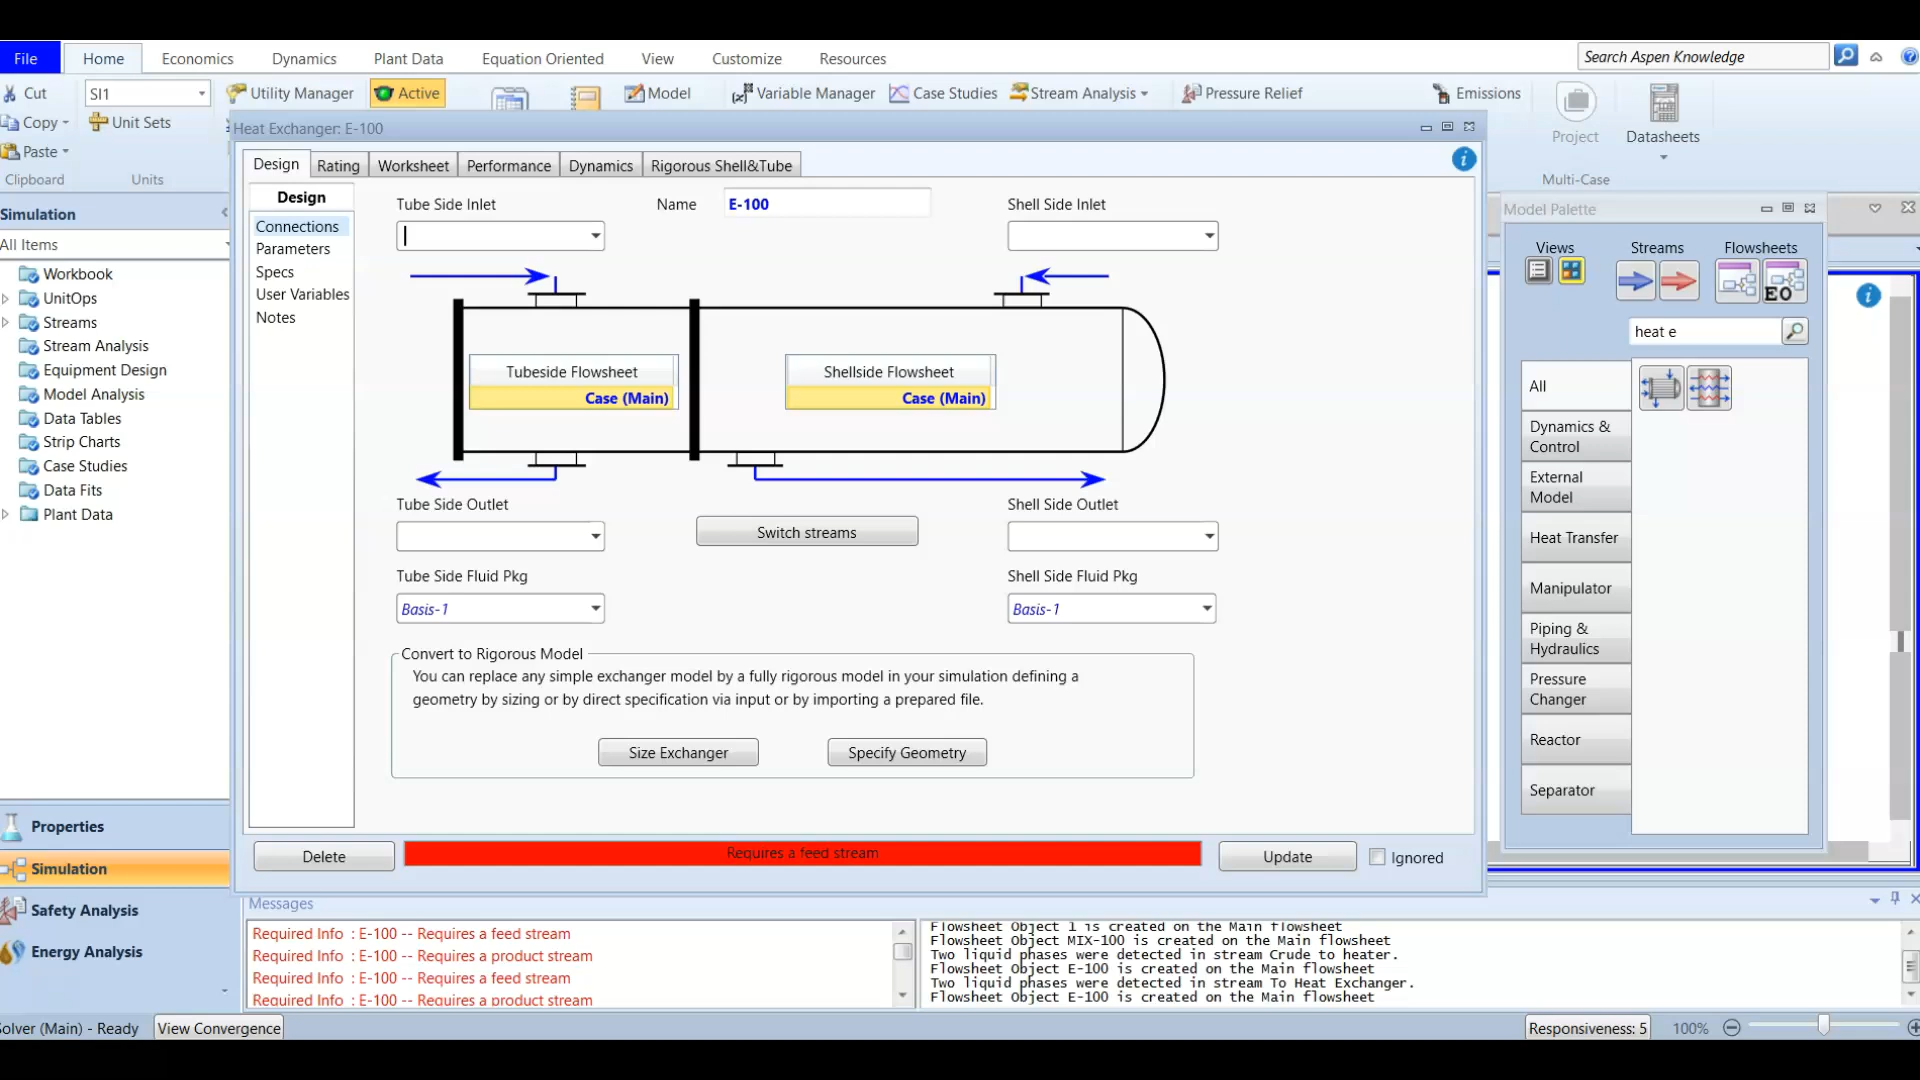 File
Home
Economics
Dynamics
Plant Data
Equation Oriented
View
Customize
Resources
Search Aspen Knowledge
Cut
SI1
Utility Manager
Active
Model
Variable Manager
Case Studies
Stream Analysis
Pressure Relief
Emissions
Copy
Unit Sets
Paste
Project
Datasheets
Clipboard
Units
Multi-Case
Heat Exchanger: E-100
Design
Rating
Worksheet
Performance
Dynamics
Rigorous Shell&Tube
Simulation
All Items
Workbook
UnitOps
Streams
Stream Analysis
Equipment Design
Model Analysis
Data Tables
Strip Charts
Case Studies
Data Fits
Plant Data
Properties
Simulation
Safety Analysis
Energy Analysis
Design
Connections
Parameters
Specs
User Variables
Notes
Tube Side Inlet
Name
E-100
Shell Side Inlet
Tubeside Flowsheet
Case (Main)
Shellside Flowsheet
Case (Main)
Tube Side Outlet
Switch streams
Shell Side Outlet
Tube Side Fluid Pkg
Basis-1
Shell Side Fluid Pkg
Basis-1
Convert to Rigorous Model
You can replace any simple exchanger model by a fully rigorous model in your simulation defining a
geometry by sizing or by direct specification via input or by importing a prepared file.
Size Exchanger
Specify Geometry
Delete
Requires a feed stream
Update
Ignored
Model Palette
Views
Streams
Flowsheets
EO
heat e
All
Dynamics &
Control
External
Model
Heat Transfer
Manipulator
Piping &
Hydraulics
Pressure
Changer
Reactor
Separator
Messages
Required Info : E-100 -- Requires a feed stream
Required Info : E-100 -- Requires a product stream
Required Info : E-100 -- Requires a feed stream
Required Info : E-100 -- Requires a product stream
Flowsheet Object 1 is created on the Main flowsheet
Flowsheet Object MIX-100 is created on the Main flowsheet
Two liquid phases were detected in stream Crude to heater.
Flowsheet Object E-100 is created on the Main flowsheet
Two liquid phases were detected in stream To Heat Exchanger.
Flowsheet Object E-100 is created on the Main flowsheet
Solver (Main) - Ready
View Convergence
Responsiveness: 5
100%